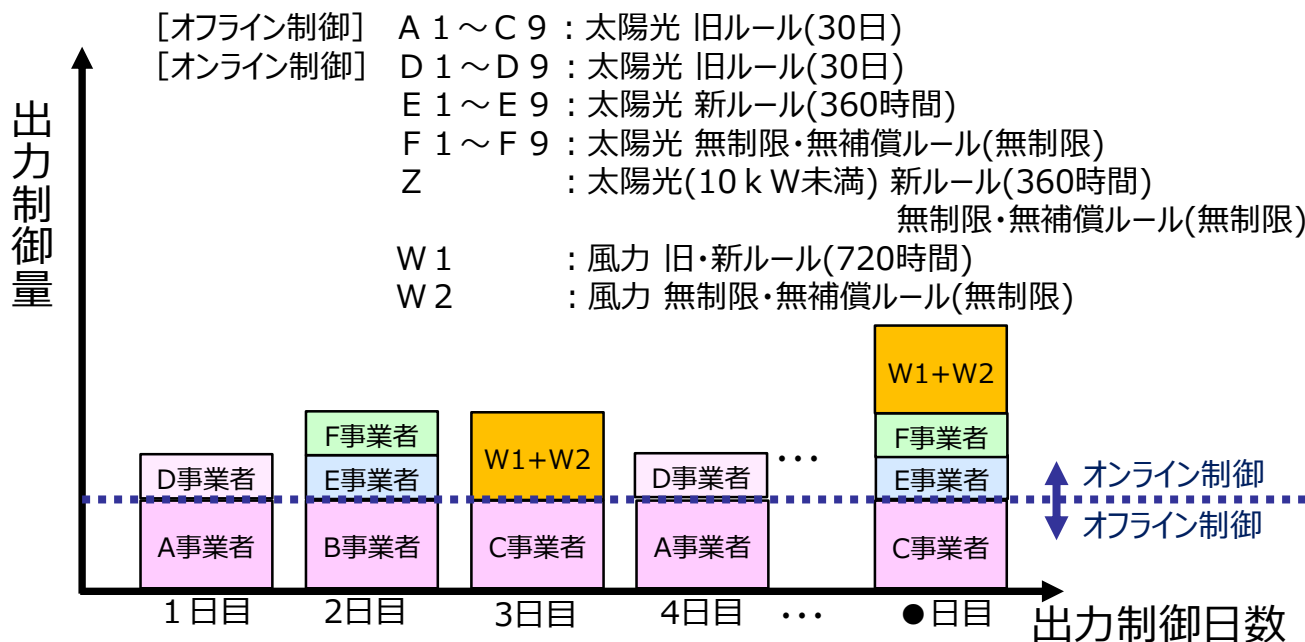 ［オフライン制御］ Ａ１～Ｃ９：太陽光 旧ルール(30日)
［オンライン制御］ Ｄ１～Ｄ９：太陽光 旧ルール(30日)
Ｅ１～Ｅ９：太陽光 新ルール(360時間)
Ｆ１～Ｆ９：太陽光 無制限・無補償ルール(無制限)
Ｚ ：太陽光(10ｋW未満) 新ルール(360時間)
無制限・無補償ルール(無制限)
Ｗ１ ：風力 旧・新ルール(720時間)
Ｗ２ ：風力 無制限・無補償ルール(無制限)
出力制御量
W1+W2
F事業者
W1+W2
F事業者
D事業者
E事業者
D事業者
･･･
E事業者
オンライン制御
オフライン制御
A事業者
B事業者
C事業者
A事業者
C事業者
１日目
2日目
3日目
4日目
･･･
●日目
出力制御日数